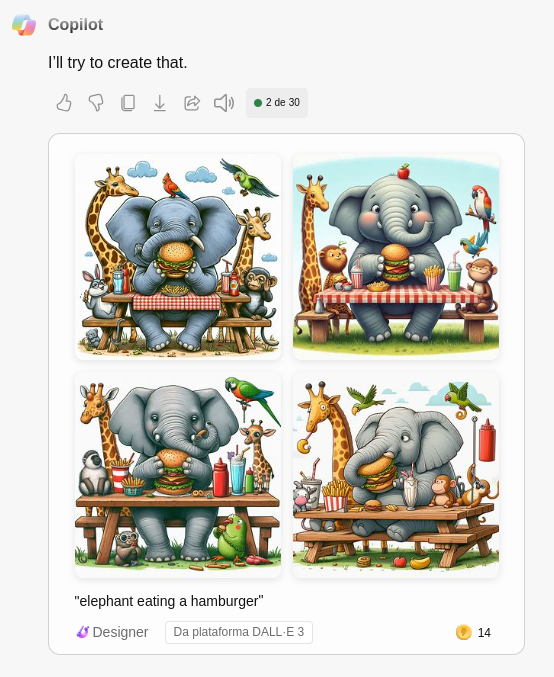 Copilot
I’ll try to create that.
2 de 30
"elephant eating a hamburger"
Designer
Da plataforma DALL·E 3
14